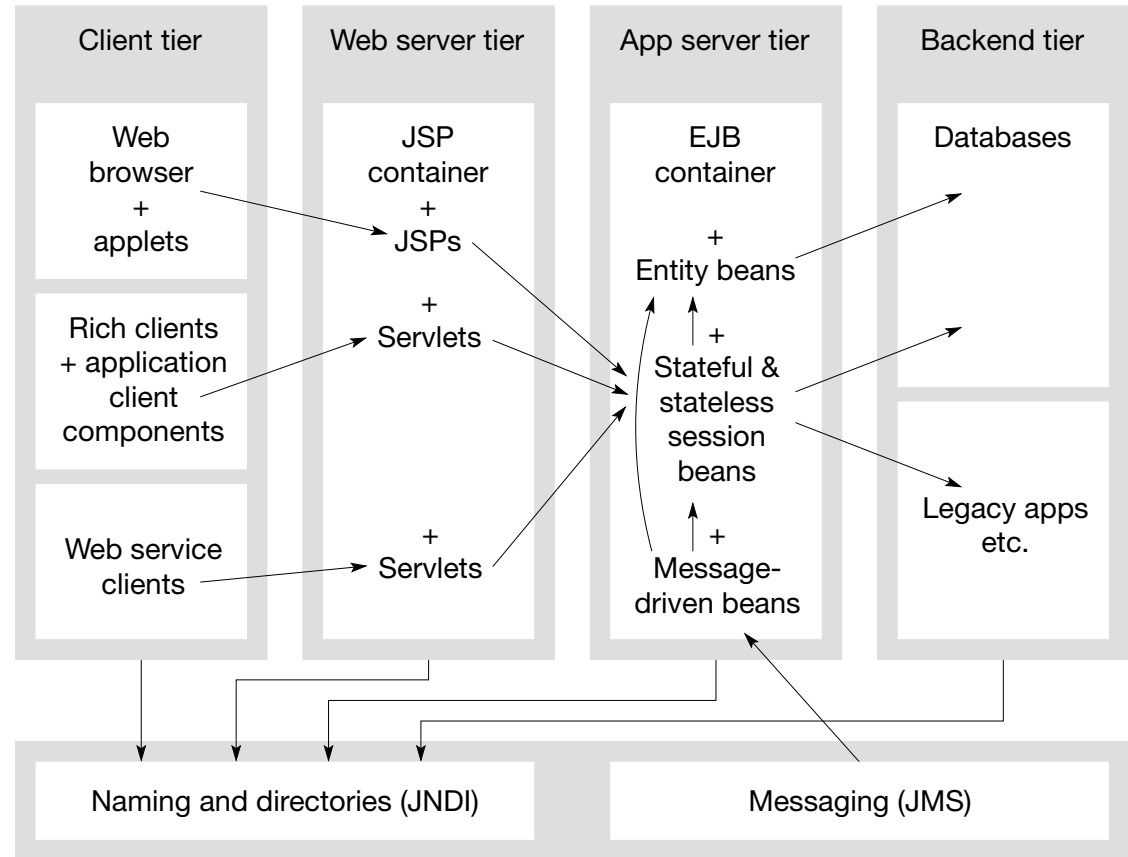 Client tier
Web
browser
+
applets
Rich clients
+ application
client
components
Web service
clients
Web server tier
JSP
container
+
JSPs
+
Servlets
+
Servlets
App server tier
EJB
container
+
Entity beans
+
Stateful &
stateless
session
beans
+
Message-
driven beans
Backend tier
Databases
Legacy apps
etc.
Naming and directories (JNDI)
Messaging (JMS)